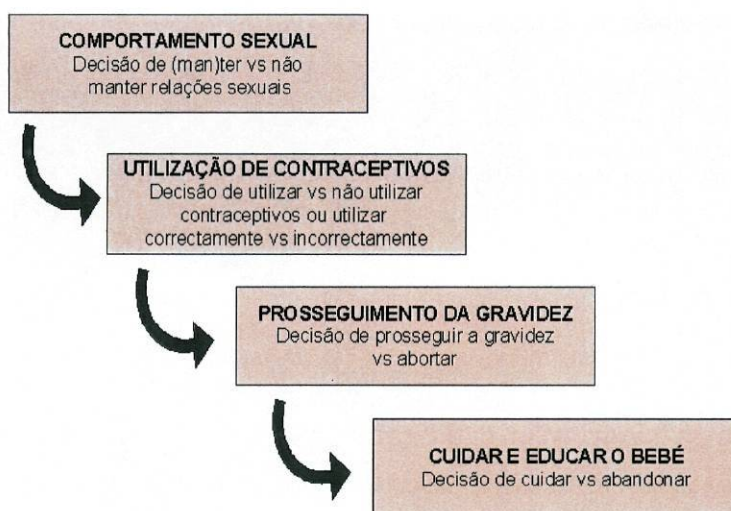 COMPORTAMENTO SEXUAL
Decisão de (man)ter vs não
manter relações sexuais
UTILIZAÇÃO DE CONTRACEPTIVOS
Decisão de utilizar vs não utilizar
contraceptivos ou utilizar
correctamente vs incorrectamente
PROSSEGUIMENTO DA GRAVIDEZ
Decisão de prosseguir a gravidez
vs abortar
CUIDAR E EDUCAR O BEBÉ
Decisão de cuidar vs abandonar